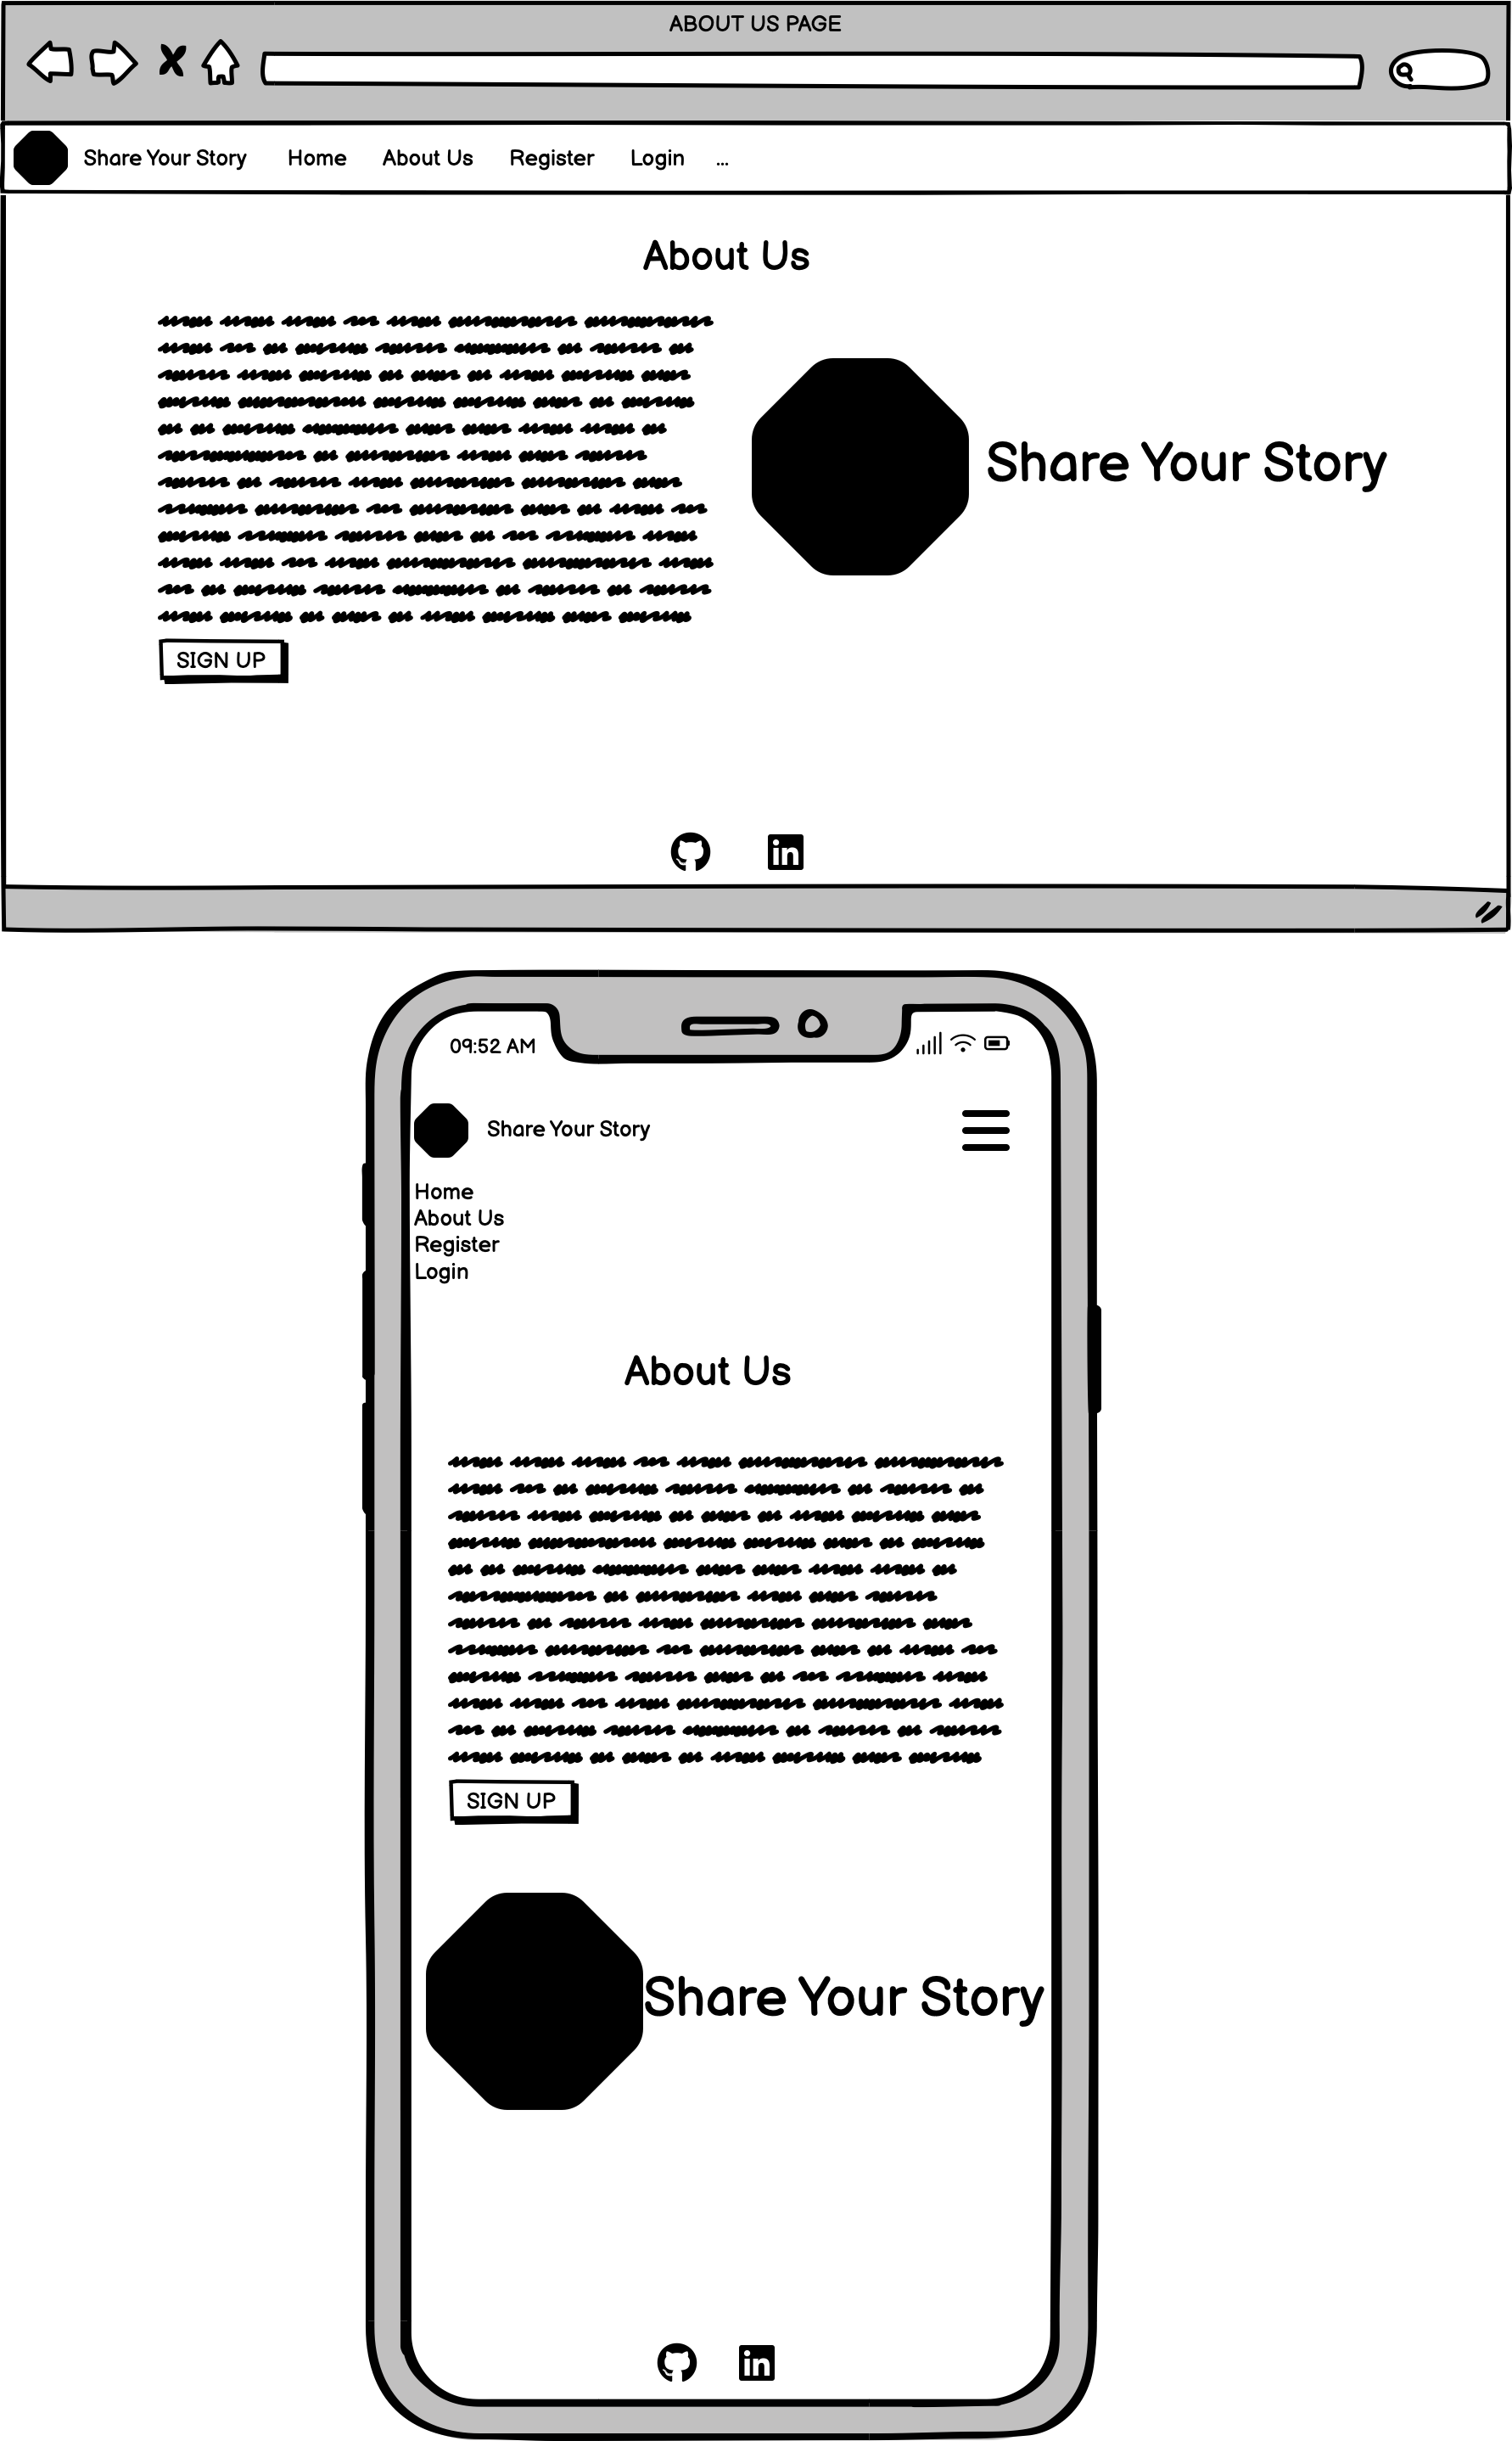 ABOUT US PAGE
Share Your Story Home About Us Register Login ...
About Us
Share Your Story
SIGN UP
in
09:52 AM
Share Your Story
Home
About Us
Register
Login
About Us
SIGN UP
Share Your Story
in